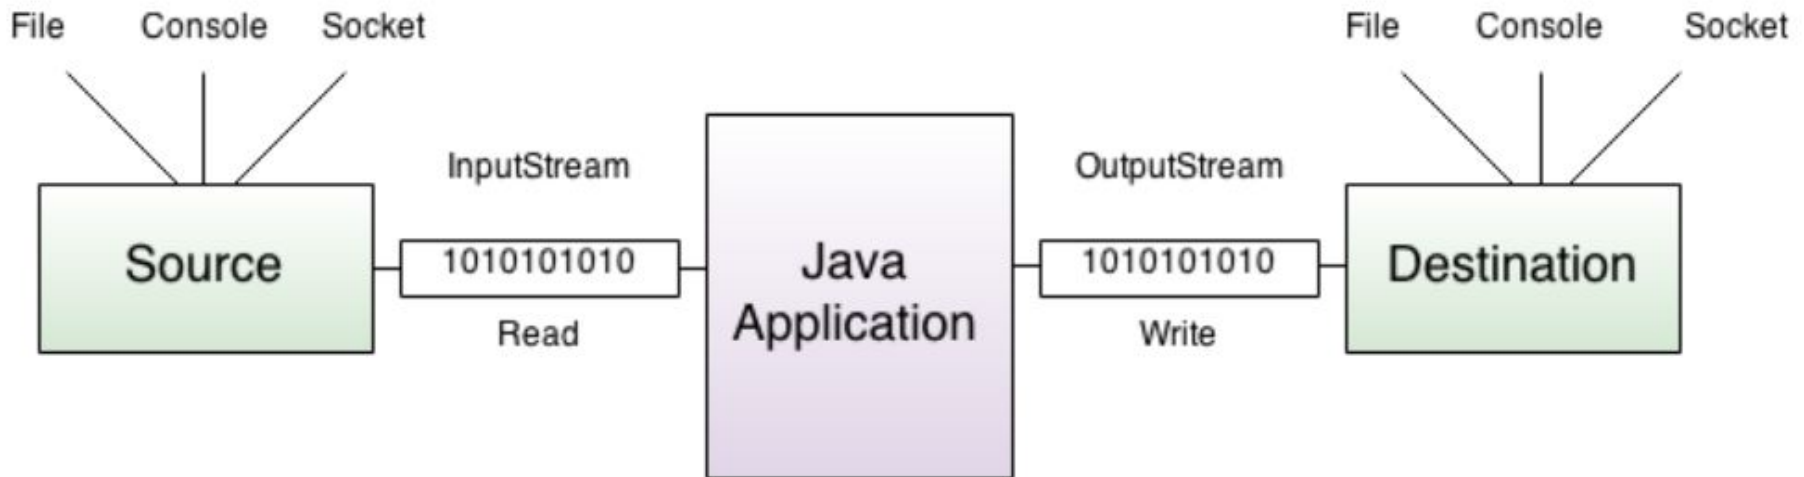 File Console Socket
File Console Socket
InputStream
OutputStream
Source
1010101010
Java
Application
1010101010
Destination
Read
Write